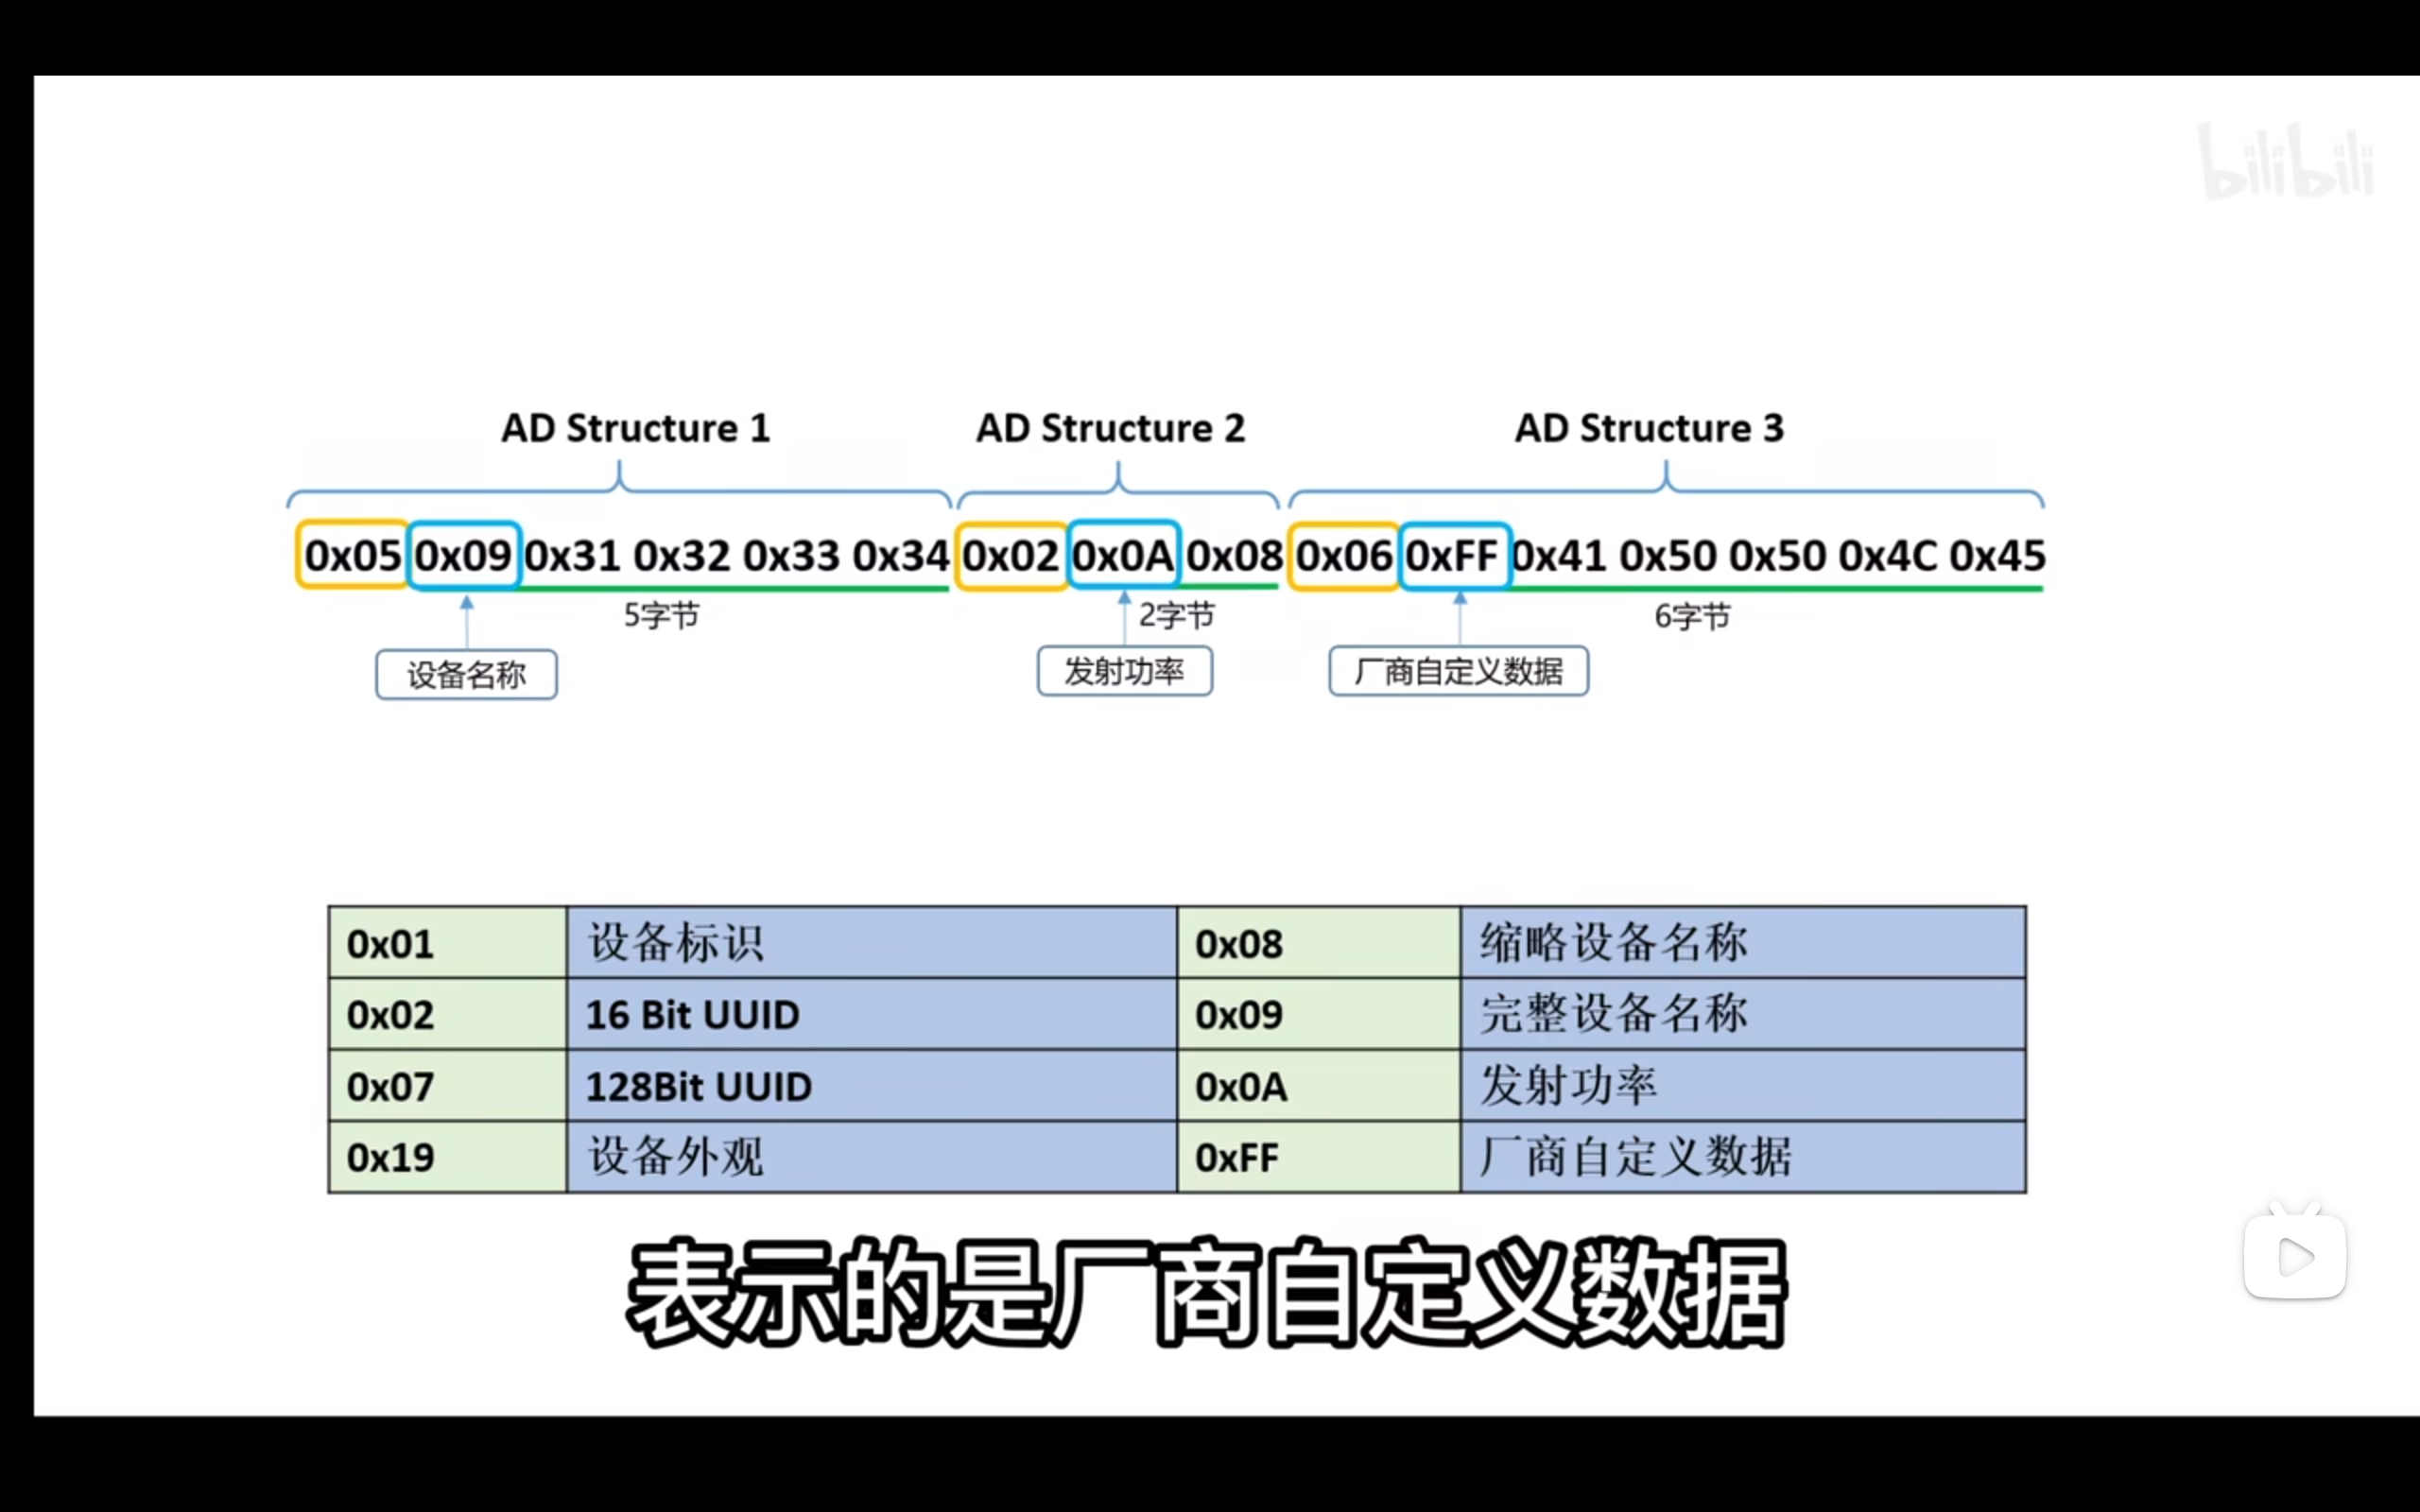 bilibili
AD Structure 1 AD Structure 2 AD Structure 3
0x05 0x09 0x31 0x32 0x33 0x34 0x02 0x0A 0x08 0x06 0xFF 0x41 0x50 0x50 0x4C 0x45
5字节 2字节 6字节
设备名称 发射功率 厂商自定义数据
0x01 设备标识 0x08 缩略设备名称
0x02 16 Bit UUID 0x09 完整设备名称
0x07 128Bit UUID 0x0A 发射功率
0x19 设备外观 0xFF 厂商自定义数据
表示的是厂商自定义数据